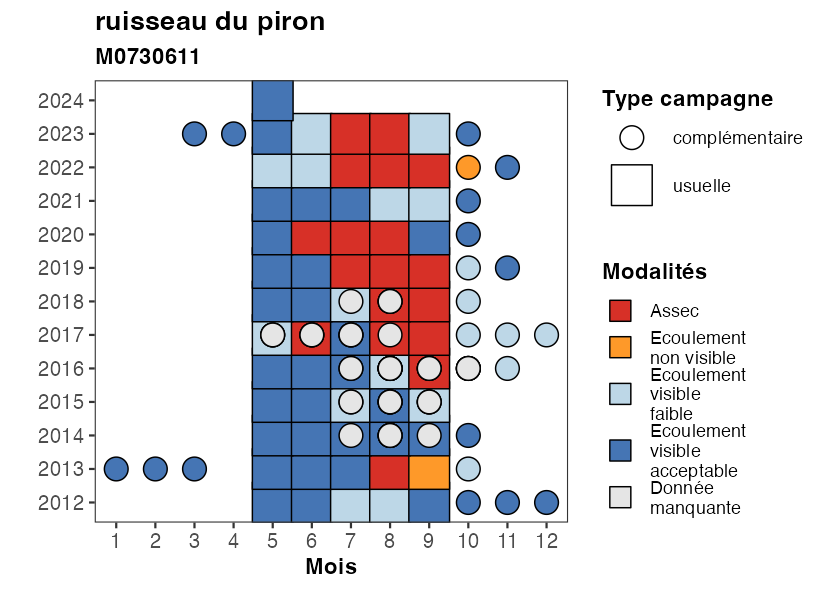 ruisseau du piron
M0730611
2024
2023
2022
2021
2020
2019
2018
2017
2016
2015
2014
2013
2012
1 2 3 4 5 6 7 8 9 10 11 12
Mois
Type campagne
complémentaire
usuelle
Modalités
Assec
Ecoulement
non visible
Ecoulement
visible
faible
Ecoulement
visible
acceptable
Donnée
manquante